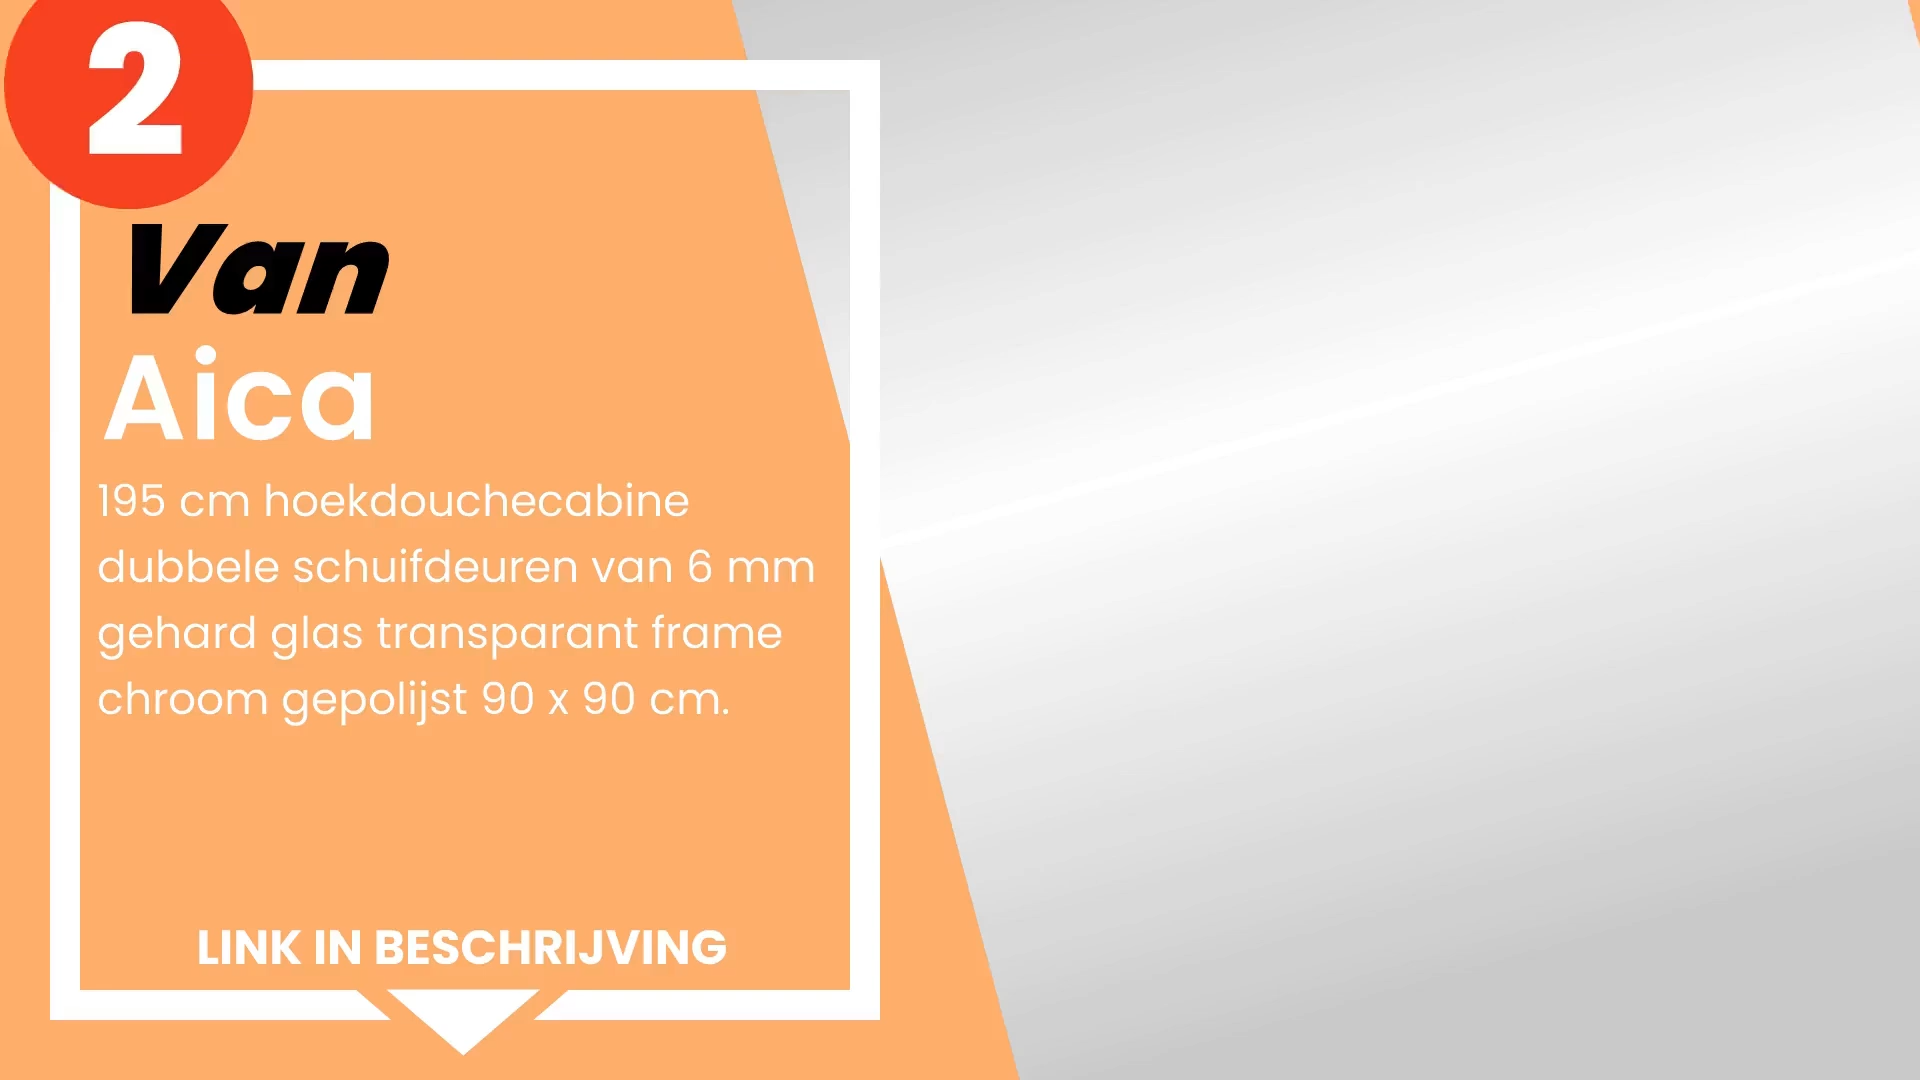 2
Van
Aica
195 cm hoekdouchecabine
dubbele schuifdeuren van 6 mm
gehard glas transparant frame
chroom gepolijst 90 x 90 cm.
LINK IN BESCHRIJVING